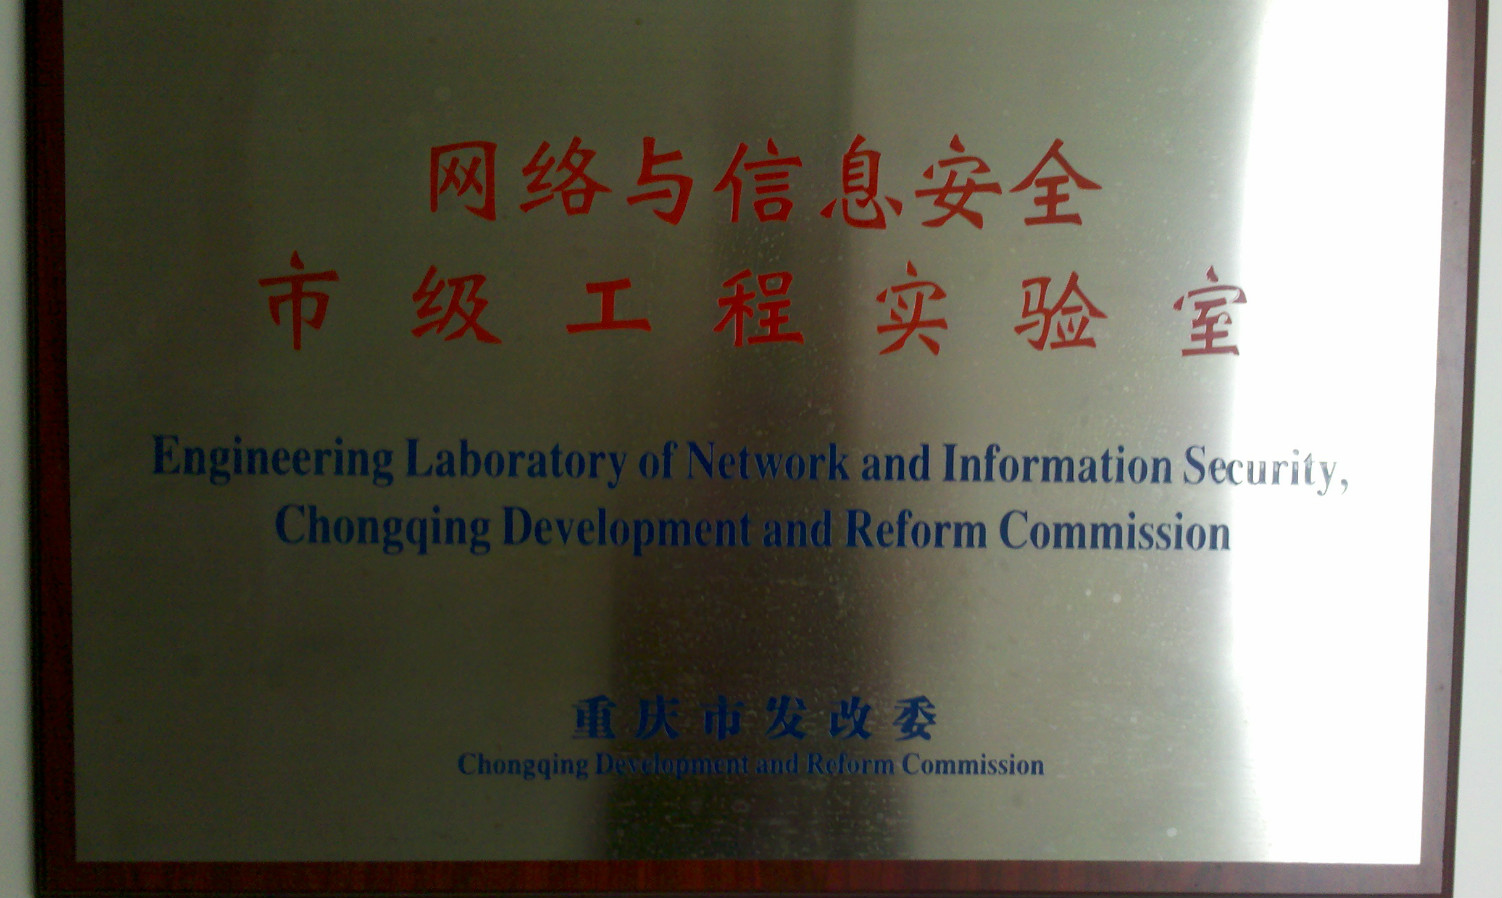 网络与信息安全
市级工程实验室
Engineering Laboratory of Network and Information Security,
Chongqing Development and Reform Commission
重庆市发改委
Chongqing Development and Reform Commission